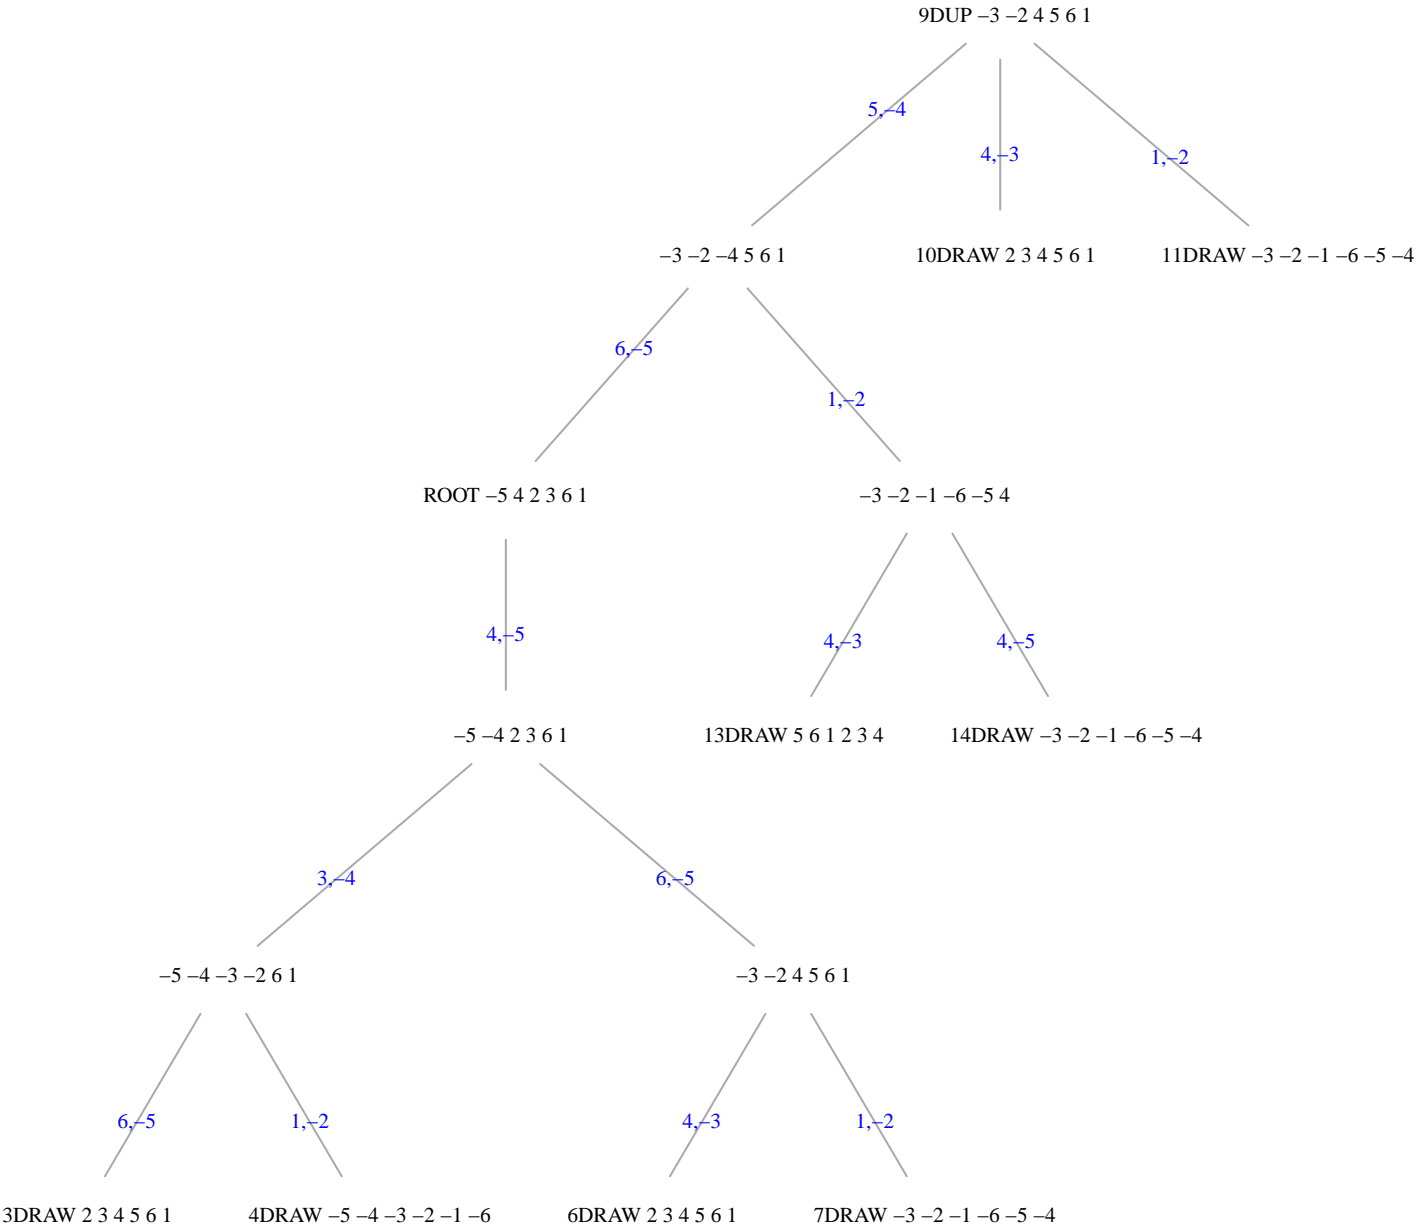 9DUP −3 −2 4 5 6 1
5,−4
4,−3
1,−2
−3 −2 −4 5 6 1
10DRAW 2 3 4 5 6 1
11DRAW −3 −2 −1 −6 −5 −4
6,−5
1,−2
ROOT −5 4 2 3 6 1
−3 −2 −1 −6 −5 4
4,−5
4,−3
4,−5
−5 −4 2 3 6 1
13DRAW 5 6 1 2 3 4
14DRAW −3 −2 −1 −6 −5 −4
3,−4
6,−5
−5 −4 −3 −2 6 1
−3 −2 4 5 6 1
6,−5
1,−2
4,−3
1,−2
3DRAW 2 3 4 5 6 1
4DRAW −5 −4 −3 −2 −1 −6
6DRAW 2 3 4 5 6 1
7DRAW −3 −2 −1 −6 −5 −4